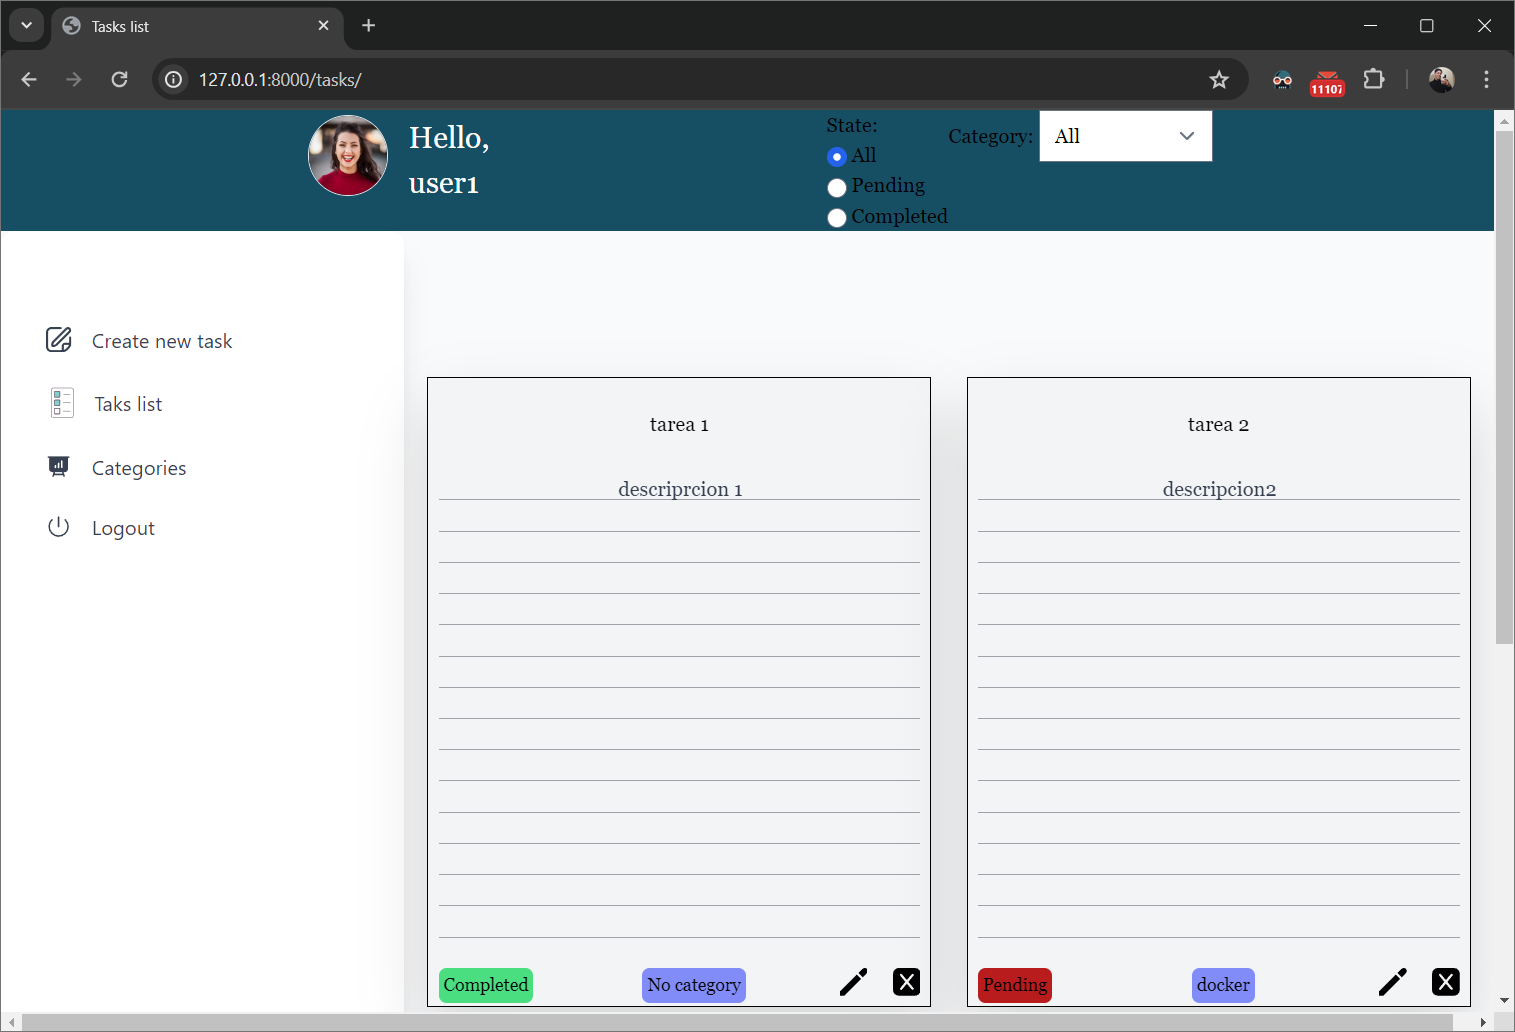 Tasks list
127.0.0.1:8000/tasks/
11107
Hello,
user1
State:
All
Pending
Completed
Category:
All
Create new task
Taks list
Categories
Logout
tarea 1
descriprcion 1
Completed
No category
tarea 2
descripcion2
Pending
docker